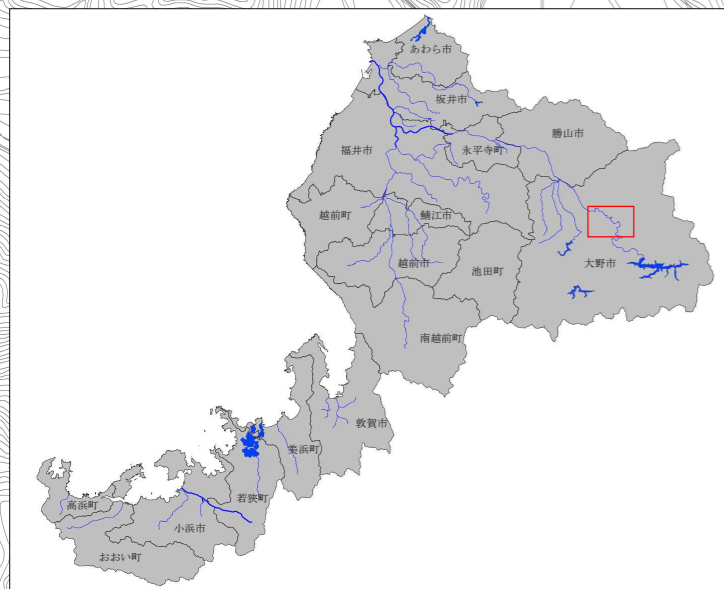 あわら市
坂井市
勝山市
永平寺町
福井市
越前町
鯖江市
大野市
越前市
池田町
南越前町
敦賀市
美浜町
若狭町
高浜町
小浜市
おおい町